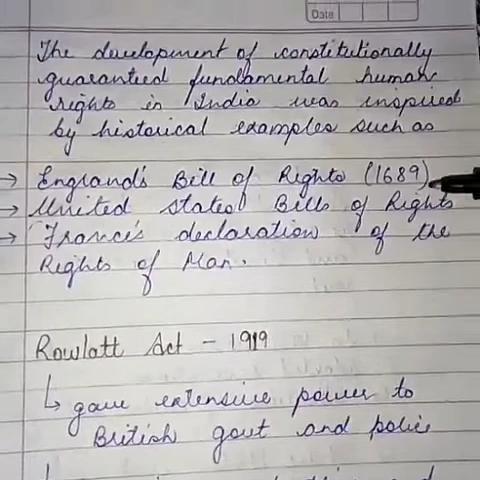 Date
The development of constitutionally
guaranteed fundamental human
rights in India was inspired
by historical examples such as
→ England's Bill of Rights (1689)
→ United states Bills of Rights
→ France's declaration of the
Rights of Man.
Rowlatt Act - 1919
↳ gave extensive power to
British govt and police